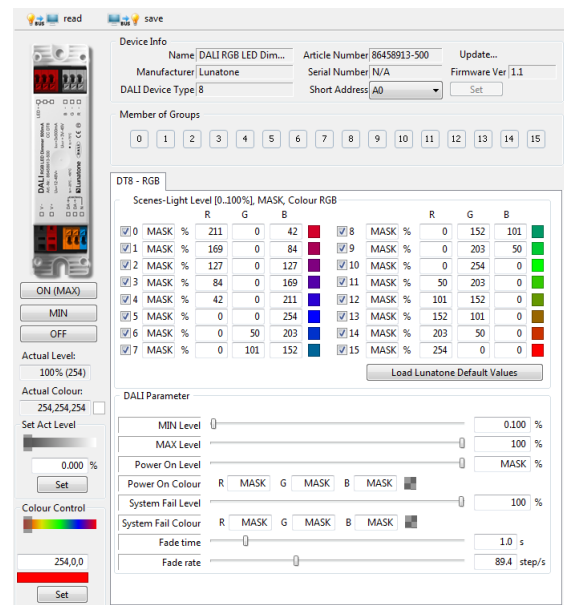 read save
Device Info
Name DALI RGB LED Dim... Article Number 86458913-500 Update...
Manufacturer Lunatone Serial Number N/A Firmware Ver 1.1
DALI Device Type 8 Short Address A0 Set
Member of Groups
0 1 2 3 4 5 6 7 8 9 10 11 12 13 14 15
DT8 - RGB
Scenes-Light Level [0..100%], MASK, Colour RGB
R G B R G B
0 MASK % 211 0 42 8 MASK % 0 152 101
1 MASK % 169 0 84 9 MASK % 0 203 50
2 MASK % 127 0 127 10 MASK % 0 254 0
3 MASK % 84 0 169 11 MASK % 50 203 0
4 MASK % 42 0 211 12 MASK % 101 152 0
5 MASK % 0 0 254 13 MASK % 152 101 0
6 MASK % 0 50 203 14 MASK % 203 50 0
7 MASK % 0 101 152 15 MASK % 254 0 0
Load Lunatone Default Values
DALI Parameter
MIN Level 0.100 %
MAX Level 100 %
Power On Level MASK %
Power On Colour R MASK G MASK B MASK
System Fail Level 100 %
System Fail Colour R MASK G MASK B MASK
Fade time 1.0 s
Fade rate 89.4 step/s
DALI RGB LED Dimmer
Lunatone
ON (MAX)
MIN
OFF
Actual Level:
100% (254)
Actual Colour:
254,254,254
Set Act Level
0.000 %
Set
Colour Control
254,0,0
Set